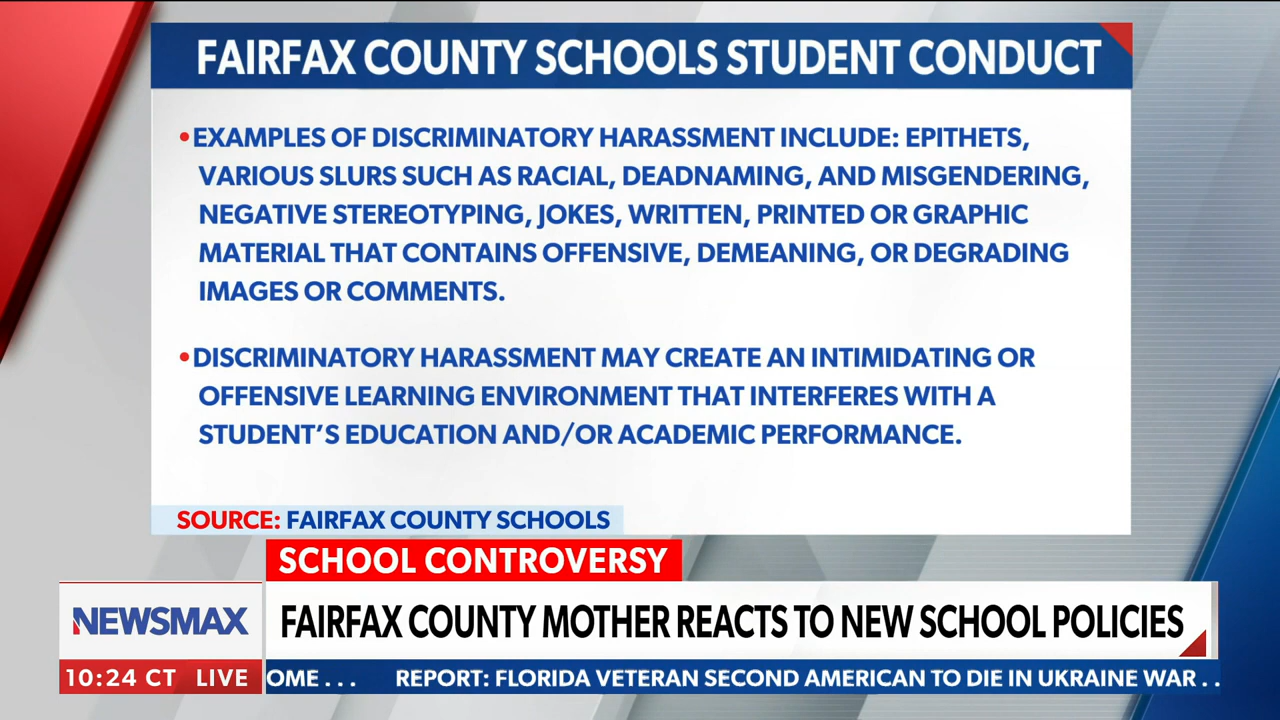 FAIRFAX COUNTY SCHOOLS STUDENT CONDUCT
•EXAMPLES OF DISCRIMINATORY HARASSMENT INCLUDE: EPITHETS,
VARIOUS SLURS SUCH AS RACIAL, DEADNAMING, AND MISGENDERING,
NEGATIVE STEREOTYPING, JOKES, WRITTEN, PRINTED OR GRAPHIC
MATERIAL THAT CONTAINS OFFENSIVE, DEMEANING, OR DEGRADING
IMAGES OR COMMENTS.
•DISCRIMINATORY HARASSMENT MAY CREATE AN INTIMIDATING OR
OFFENSIVE LEARNING ENVIRONMENT THAT INTERFERES WITH A
STUDENT’S EDUCATION AND/OR ACADEMIC PERFORMANCE.
SOURCE: FAIRFAX COUNTY SCHOOLS
SCHOOL CONTROVERSY
NEWSMAX
FAIRFAX COUNTY MOTHER REACTS TO NEW SCHOOL POLICIES
10:24 CT LIVE
OME . . . REPORT: FLORIDA VETERAN SECOND AMERICAN TO DIE IN UKRAINE WAR . .